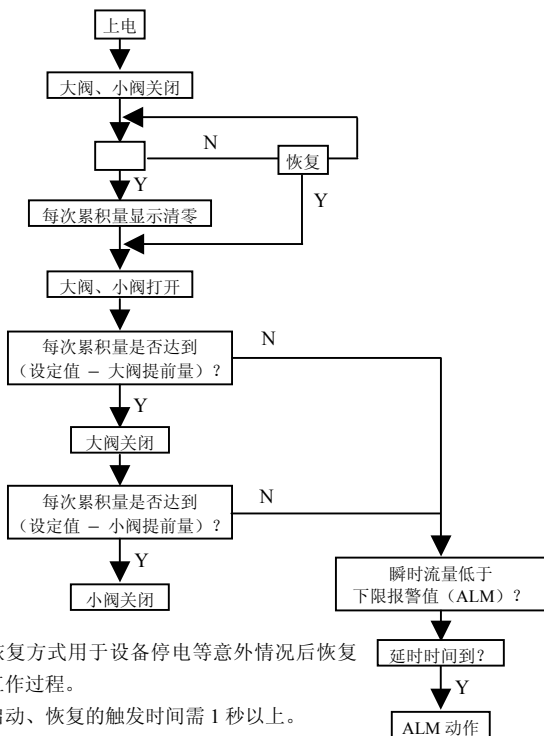 上电
大阀、小阀关闭
N
恢复
Y
Y
每次累积量显示清零
大阀、小阀打开
每次累积量是否达到
（设定值 – 大阀提前量）？
N
Y
大阀关闭
每次累积量是否达到
（设定值 – 小阀提前量）？
N
Y
小阀关闭
瞬时流量低于
下限报警值（ALM）？
恢复方式用于设备停电等意外情况后恢复
工作过程。
延时时间到？
Y
启动、恢复的触发时间需 1 秒以上。
ALM 动作